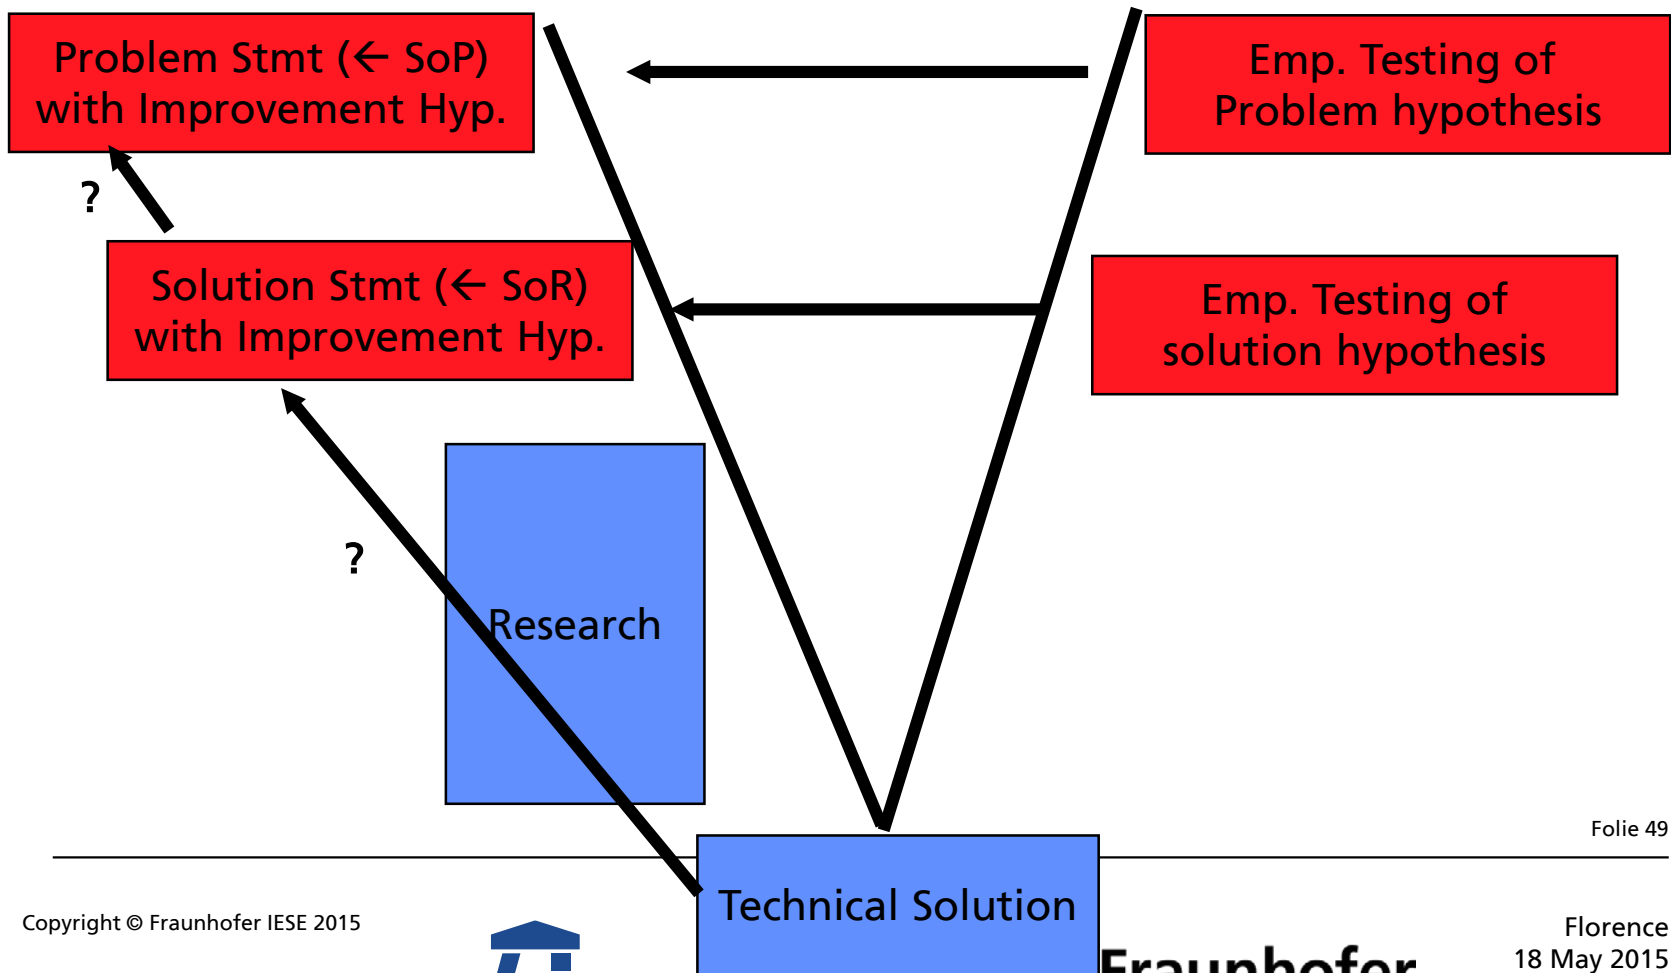 Problem Stmt (← SoP)
with Improvement Hyp.
Emp. Testing of
Problem hypothesis
?
Solution Stmt (← SoR)
with Improvement Hyp.
Emp. Testing of
solution hypothesis
?
Research
Folie 49
Technical Solution
Copyright © Fraunhofer IESE 2015
Fraunhofer
Florence
18 May 2015